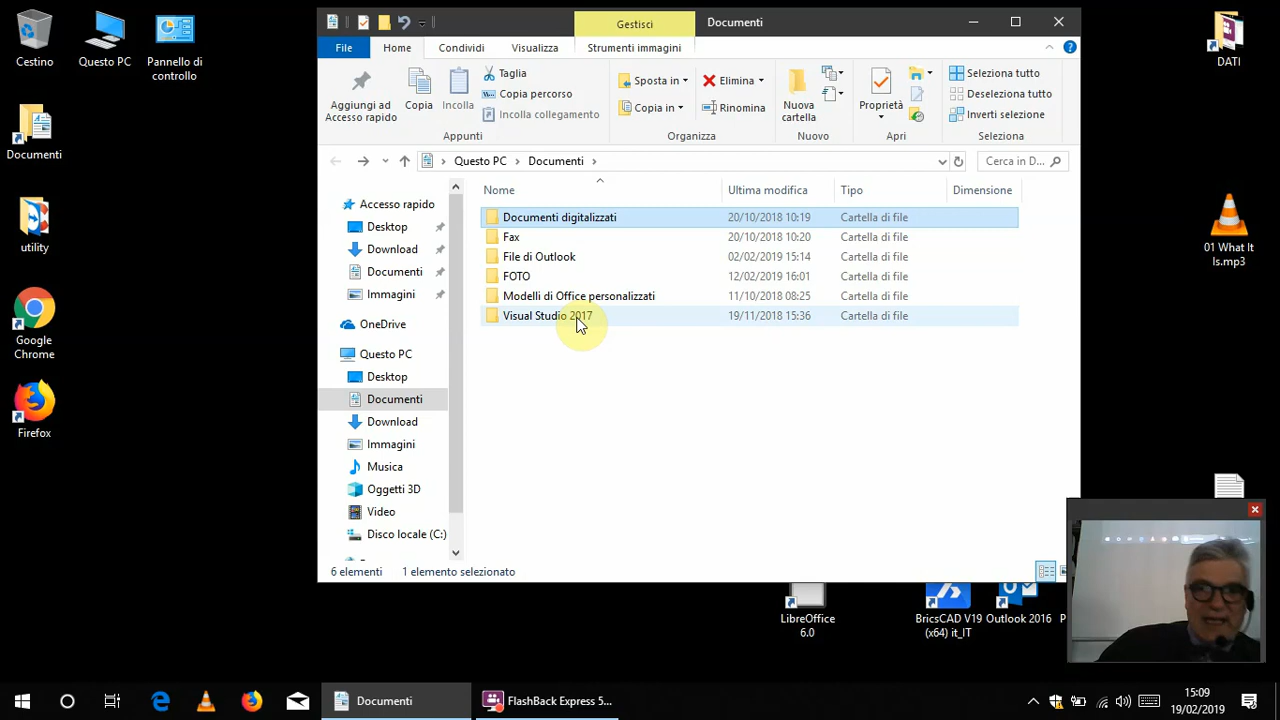 Cestino
Questo PC
Pannello di
controllo
Documenti
utility
Google
Chrome
Firefox
Gestisci
Documenti
File
Home
Condividi
Visualizza
Strumenti immagini
Aggiungi ad
Accesso rapido
Copia
Incolla
Taglia
Copia percorso
Incolla collegamento
Appunti
Sposta in
Copia in
Elimina
Rinomina
Organizza
Nuova
cartella
Nuovo
Proprietà
Apri
Seleziona tutto
Deseleziona tutto
Inverti selezione
Selezione
Questo PC > Documenti >
Cerca in D...
Accesso rapido
Desktop
Download
Documenti
Immagini
OneDrive
Questo PC
Desktop
Documenti
Download
Immagini
Musica
Oggetti 3D
Video
Disco locale (C:)
Nome Ultima modifica Tipo Dimensione
Documenti digitalizzati 20/10/2018 10:19 Cartella di file
Fax 20/10/2018 10:20 Cartella di file
File di Outlook 02/02/2019 15:14 Cartella di file
FOTO 12/02/2019 16:01 Cartella di file
Modelli di Office personalizzati 11/10/2018 08:25 Cartella di file
Visual Studio 2017 19/11/2018 15:36 Cartella di file
6 elementi 1 elemento selezionato
DATI
01 What It
Is.mp3
LibreOffice
6.0
BricsCAD V19
(x64) it_IT
Outlook 2016
P
Documenti
FlashBack Express 5...
15:09
19/02/2019